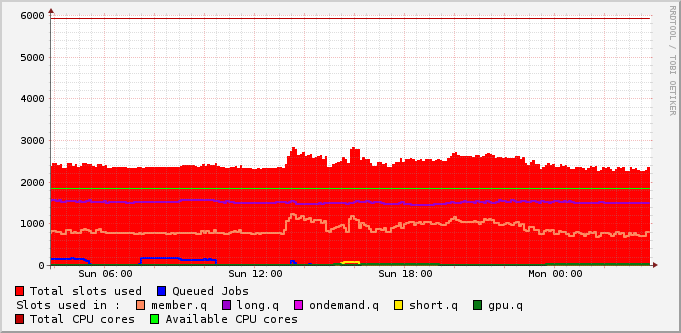 6000
5000
4000
3000
2000
1000
0
Sun 06:00 Sun 12:00 Sun 18:00 Mon 00:00
RRDTOOL / TOBI OETIKER
Total slots used Queued Jobs
Slots used in : member.q long.q ondemand.q short.q gpu.q
Total CPU cores Available CPU cores